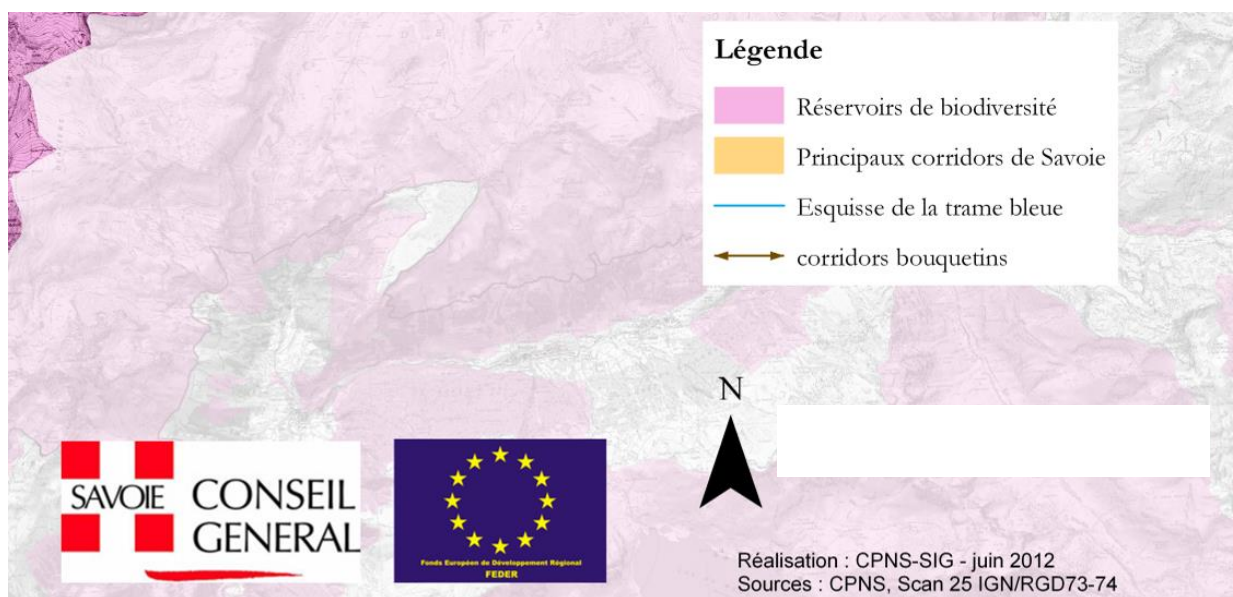 Légende
Réservoirs de biodiversité
Principaux corridors de Savoie
Esquisse de la trame bleue
corridors bouquetins
N
SAVOIE
CONSEIL
GENERAL
Fonds Européen de Développement Régional
FEDER
Réalisation : CPNS-SIG - juin 2012
Sources : CPNS, Scan 25 IGN/RGD73-74